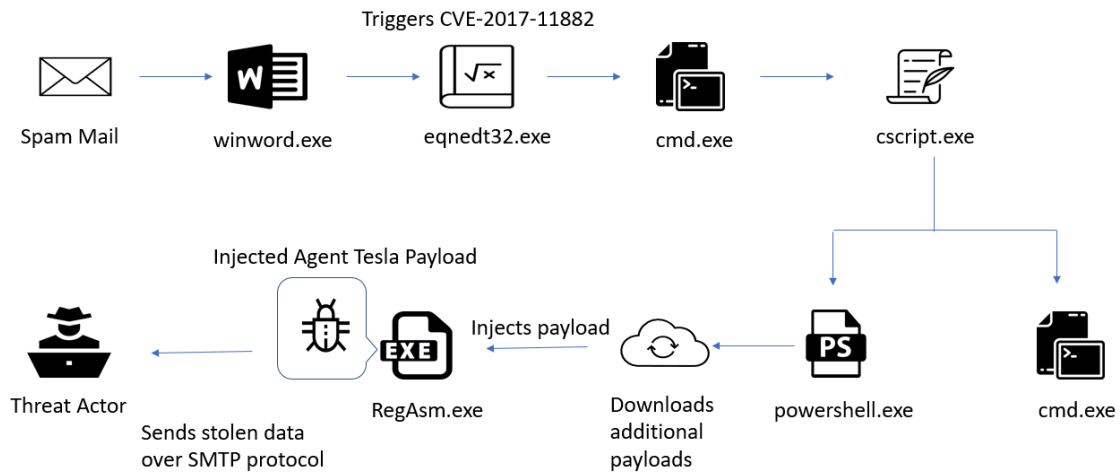 Triggers CVE-2017-11882
W
√x
>_
Spam Mail
winword.exe
eqnedt32.exe
cmd.exe
cscript.exe
Injected Agent Tesla Payload
Injects payload
EXE
PS
>_
Threat Actor
RegAsm.exe
Downloads
additional
payloads
powershell.exe
cmd.exe
Sends stolen data
over SMTP protocol